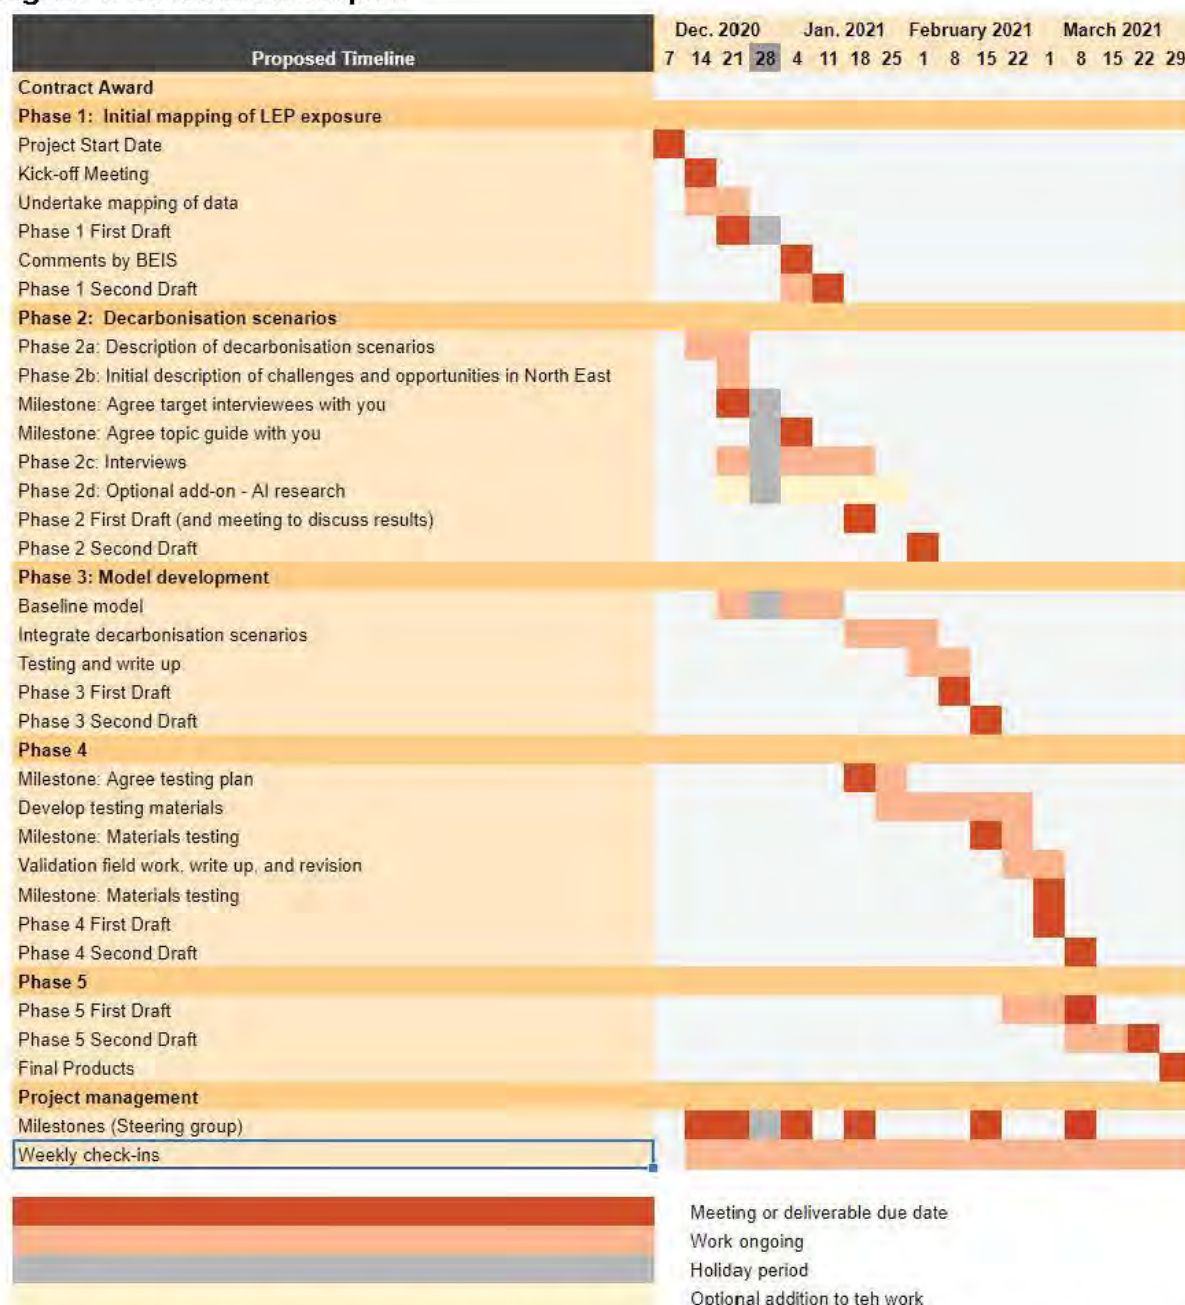 Dec. 2020 Jan. 2021 February 2021 March 2021
Proposed Timeline 7 14 21 28 4 11 18 25 1 8 15 22 1 8 15 22 29
Contract Award
Phase 1: Initial mapping of LEP exposure
Project Start Date
Kick-off Meeting
Undertake mapping of data
Phase 1 First Draft
Comments by BEIS
Phase 1 Second Draft
Phase 2: Decarbonisation scenarios
Phase 2a: Description of decarbonisation scenarios
Phase 2b: Initial description of challenges and opportunities in North East
Milestone: Agree target interviewees with you
Milestone: Agree topic guide with you
Phase 2c: Interviews
Phase 2d: Optional add-on - AI research
Phase 2 First Draft (and meeting to discuss results)
Phase 2 Second Draft
Phase 3: Model development
Baseline model
Integrate decarbonisation scenarios
Testing and write up
Phase 3 First Draft
Phase 3 Second Draft
Phase 4
Milestone: Agree testing plan
Develop testing materials
Milestone: Materials testing
Validation field work, write up, and revision
Milestone: Materials testing
Phase 4 First Draft
Phase 4 Second Draft
Phase 5
Phase 5 First Draft
Phase 5 Second Draft
Final Products
Project management
Milestones (Steering group)
Weekly check-ins
Meeting or deliverable due date
Work ongoing
Holiday period
Optional addition to teh work